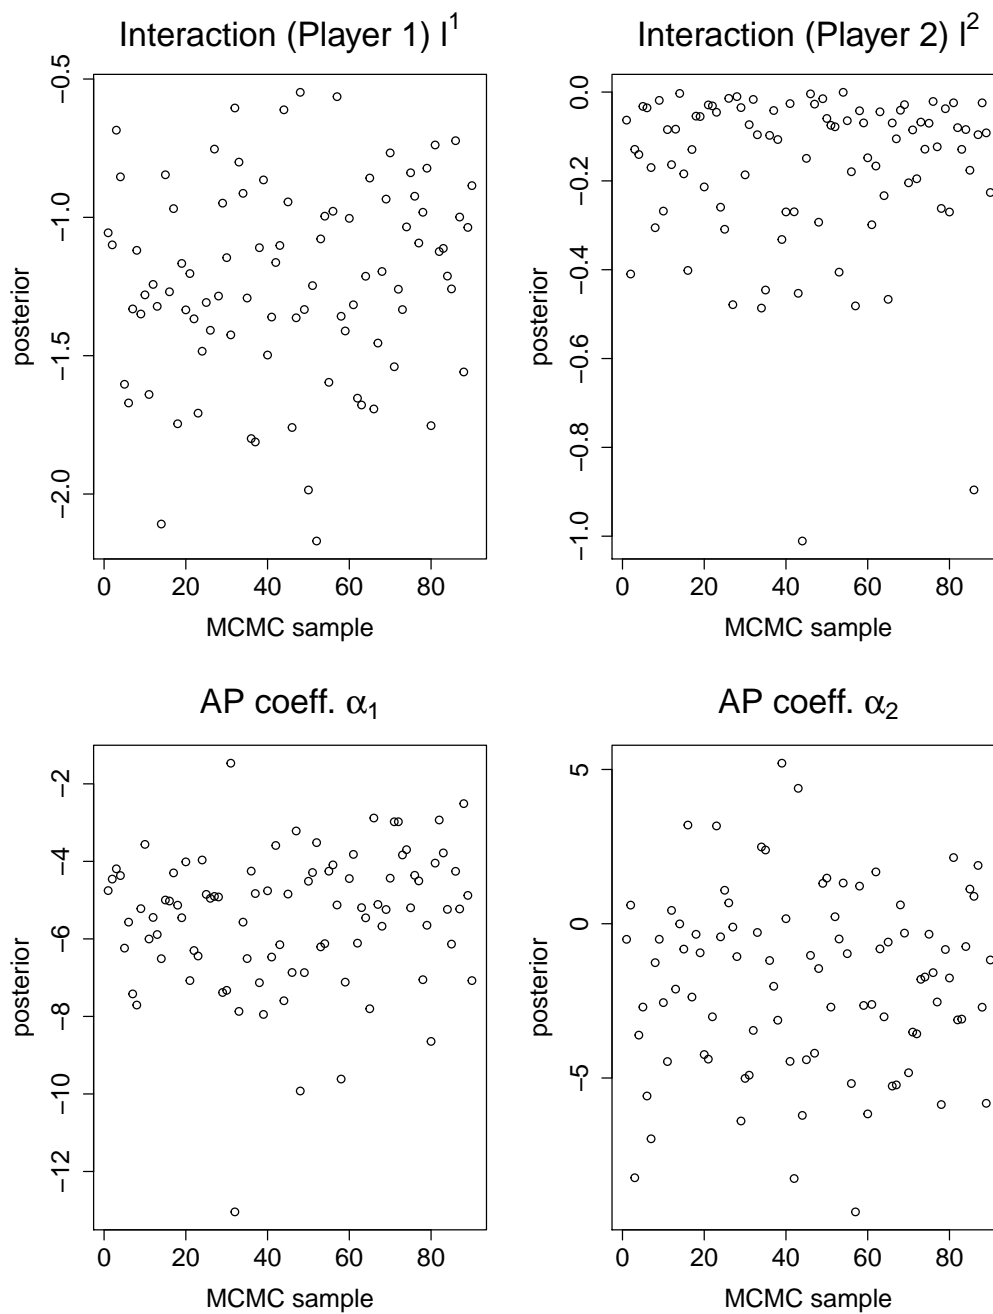 Interaction (Player 1) l¹
−0.5
−1.0
−1.5
−2.0
posterior
0 20 40 60 80
MCMC sample
Interaction (Player 2) l²
0.0
−0.2
−0.4
−0.6
−0.8
−1.0
posterior
0 20 40 60 80
MCMC sample
AP coeff. α₁
−2
−4
−6
−8
−10
−12
posterior
0 20 40 60 80
MCMC sample
AP coeff. α₂
5
0
−5
posterior
0 20 40 60 80
MCMC sample